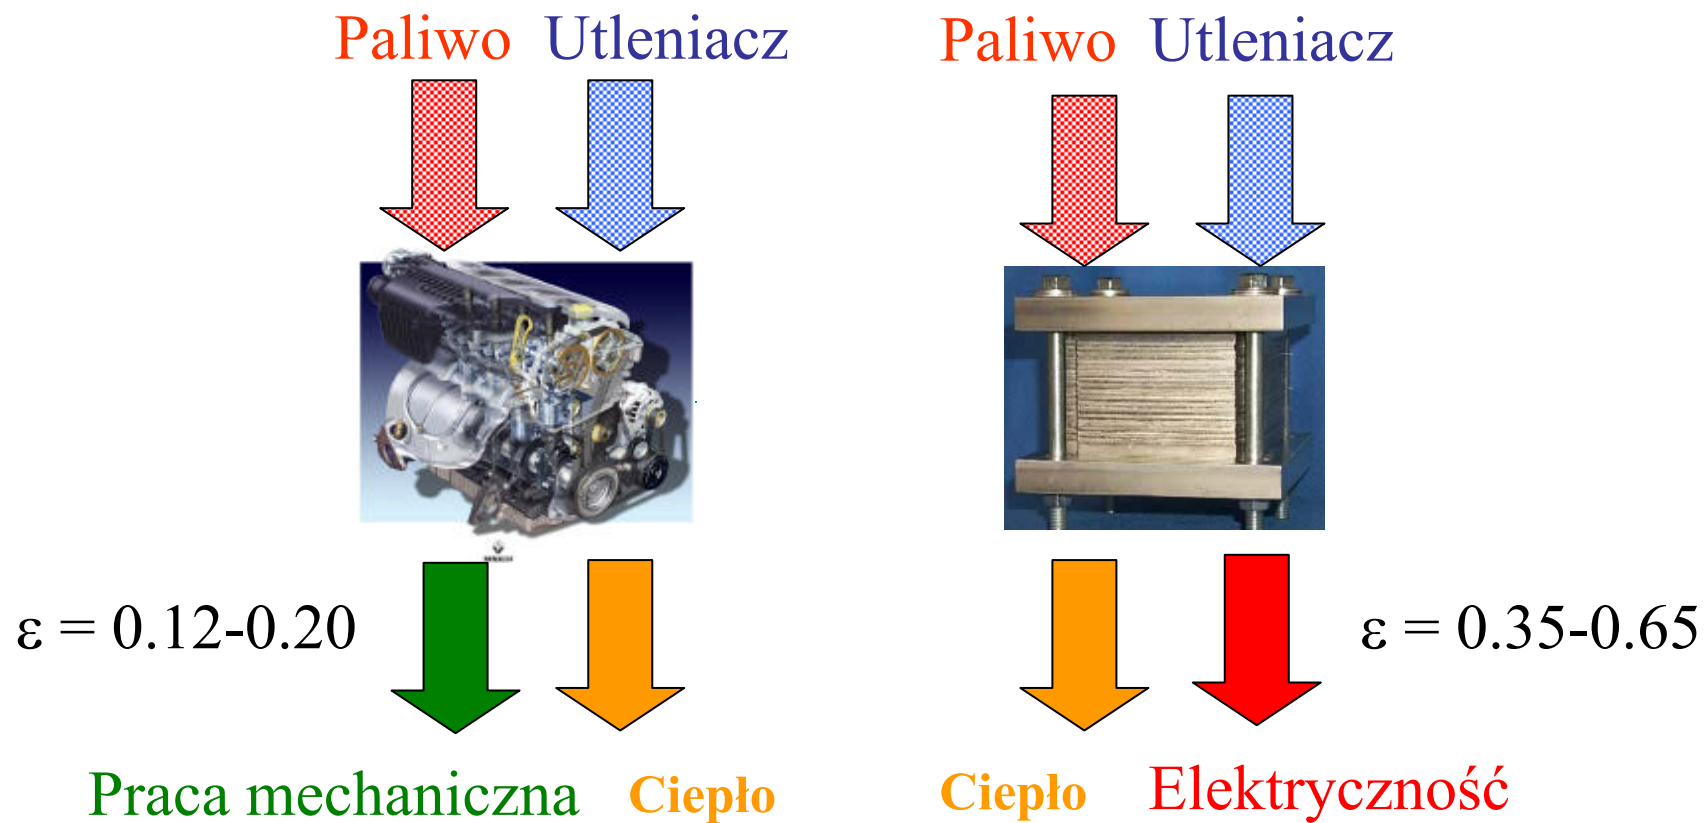 Paliwo Utleniacz
Paliwo Utleniacz
ε = 0.12-0.20
ε = 0.35-0.65
Praca mechaniczna Ciepło
Ciepło Elektryczność